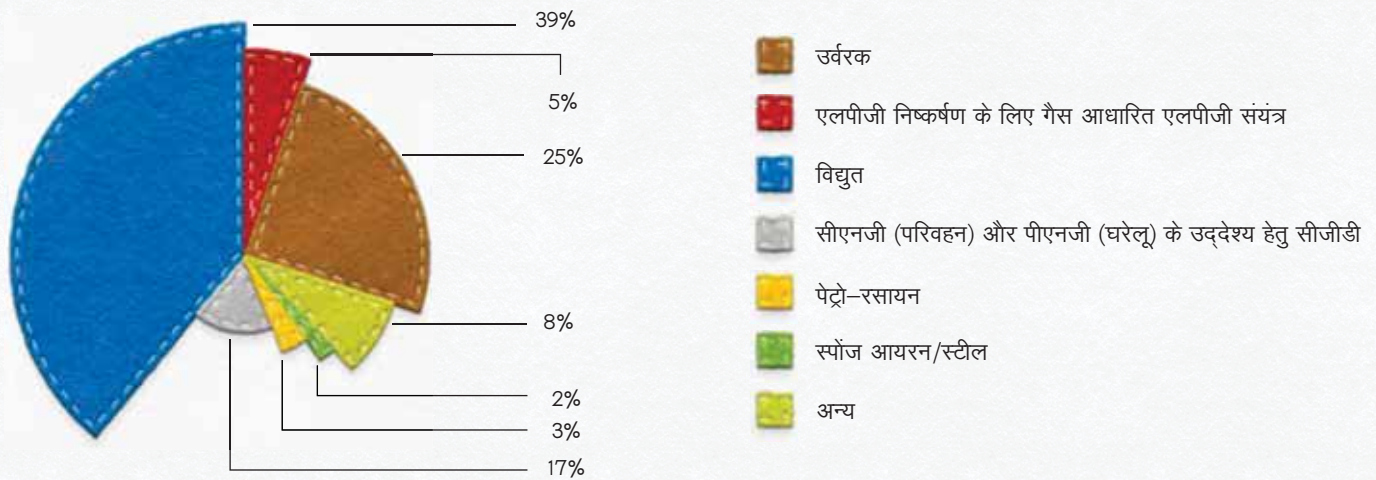 39%
5%
25%
8%
2%
3%
17%
उर्वरक
एलपीजी निष्कर्षण के लिए गैस आधारित एलपीजी संयंत्र
विद्युत
सीएनजी (परिवहन) और पीएनजी (घरेलू) के उद्‌देश्य हेतु सीजीडी
पेट्रो–रसायन
स्पोंज आयरन/स्टील
अन्य